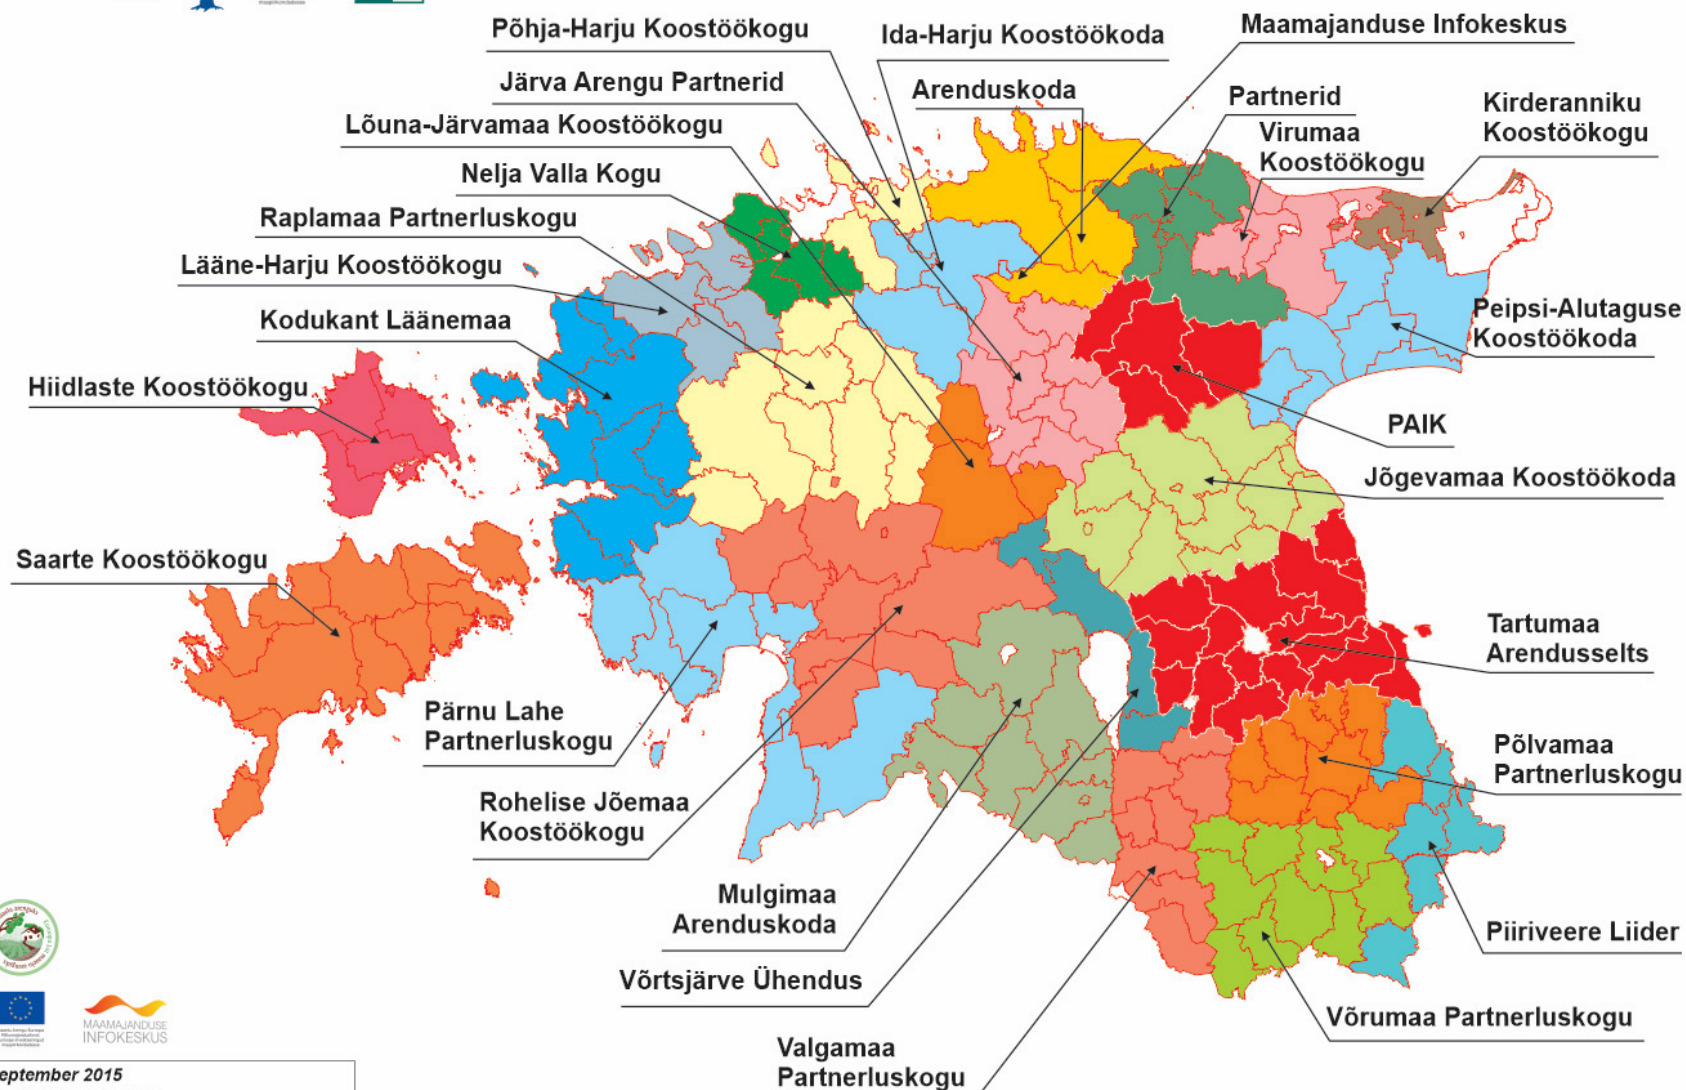 Põhja-Harju Koostöökogu
Ida-Harju Koostöökoda
Maamajanduse Infokeskus
Järva Arengu Partnerid
Arenduskoda
Partnerid
Kirderanniku
Koostöökogu
Lõuna-Järvamaa Koostöökogu
Virumaa
Koostöökogu
Nelja Valla Kogu
Raplamaa Partnerluskogu
Lääne-Harju Koostöökogu
Kodukant Läänemaa
Peipsi-Alutaguse
Koostöökoda
Hiidlaste Koostöökogu
PAIK
Jõgevamaa Koostöökoda
Saarte Koostöökogu
Tartumaa
Arendusselts
Pärnu Lahe
Partnerluskogu
Põlvamaa
Partnerluskogu
Rohelise Jõemaa
Koostöökogu
Mulgimaa
Arenduskoda
Piiriveere Liider
Võrtsjärve Ühendus
Võrumaa Partnerluskogu
Valgamaa
Partnerluskogu
MAAMAJANDUSE
INFOKESKUS
eptember 2015